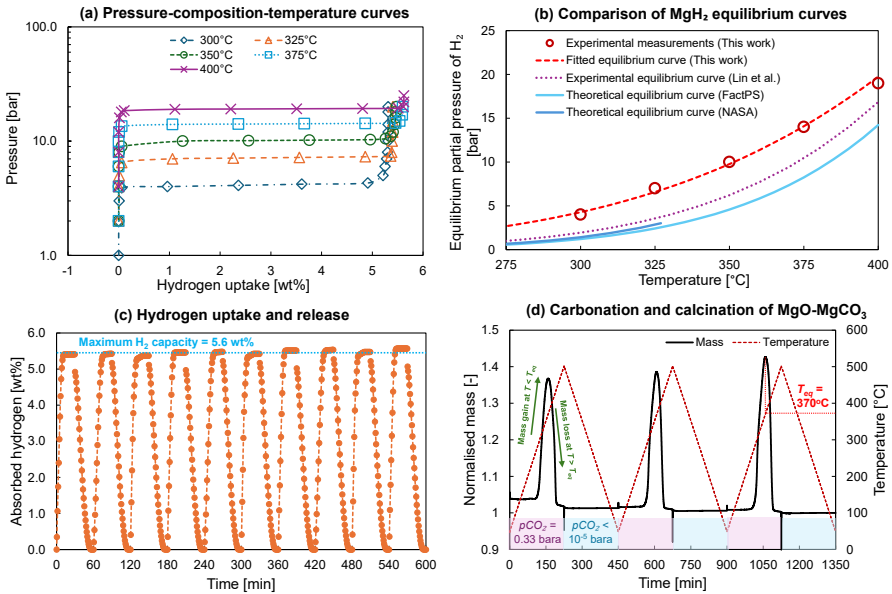 (a) Pressure-composition-temperature curves
300°C
325°C
350°C
375°C
400°C
100.0
10.0
1.0
Pressure [bar]
-1 0 1 2 3 4 5 6
Hydrogen uptake [wt%]
(b) Comparison of MgH₂ equilibrium curves
Experimental measurements (This work)
Fitted equilibrium curve (This work)
Experimental equilibrium curve (Lin et al.)
Theoretical equilibrium curve (FactPS)
Theoretical equilibrium curve (NASA)
25
20
15
10
5
0
Equilibrium partial pressure of H₂
[bar]
275 300 325 350 375 400
Temperature [°C]
(c) Hydrogen uptake and release
Maximum H₂ capacity = 5.6 wt%
6.0
5.0
4.0
3.0
2.0
1.0
0.0
Absorbed hydrogen [wt%]
0 60 120 180 240 300 360 420 480 540 600
Time [min]
(d) Carbonation and calcination of MgO-MgCO₃
Mass
Temperature
1.5
1.4
1.3
1.2
1.1
1
0.9
Normalised mass [-]
Mass gain at T < Teq
Mass loss at T > Teq
Teq =
370°C
pCO₂ =
0.33 bara
pCO₂ <
10⁻⁵ bara
600
500
400
300
200
100
0
Temperature [°C]
0 150 300 450 600 750 900 1050 1200 1350
Time [min]